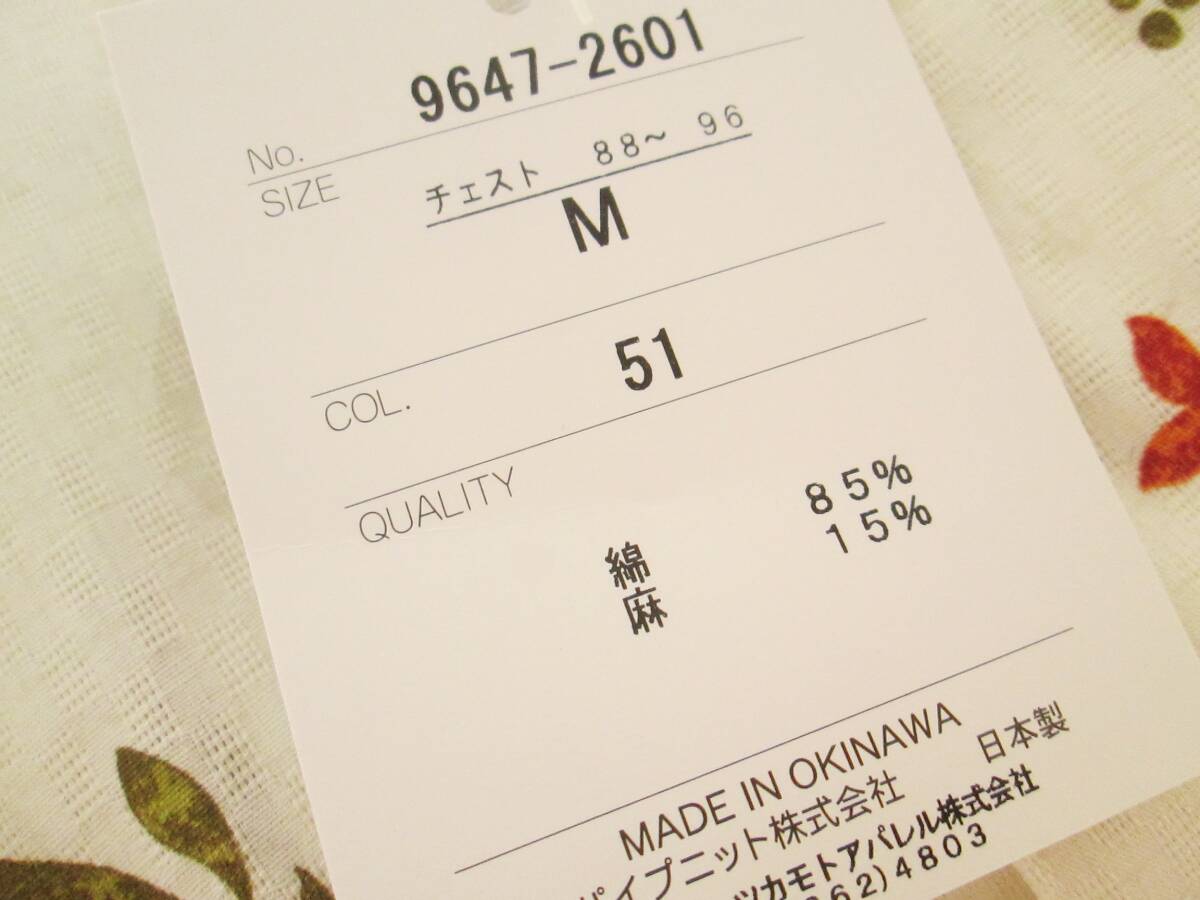 No. 9647-2601
SIZE チェスト 88~ 96
M
COL. 51
QUALITY
綿 85%
麻 15%
MADE IN OKINAWA
パイプニット株式会社 日本製
ツカモトアパレル株式会社
62)4803